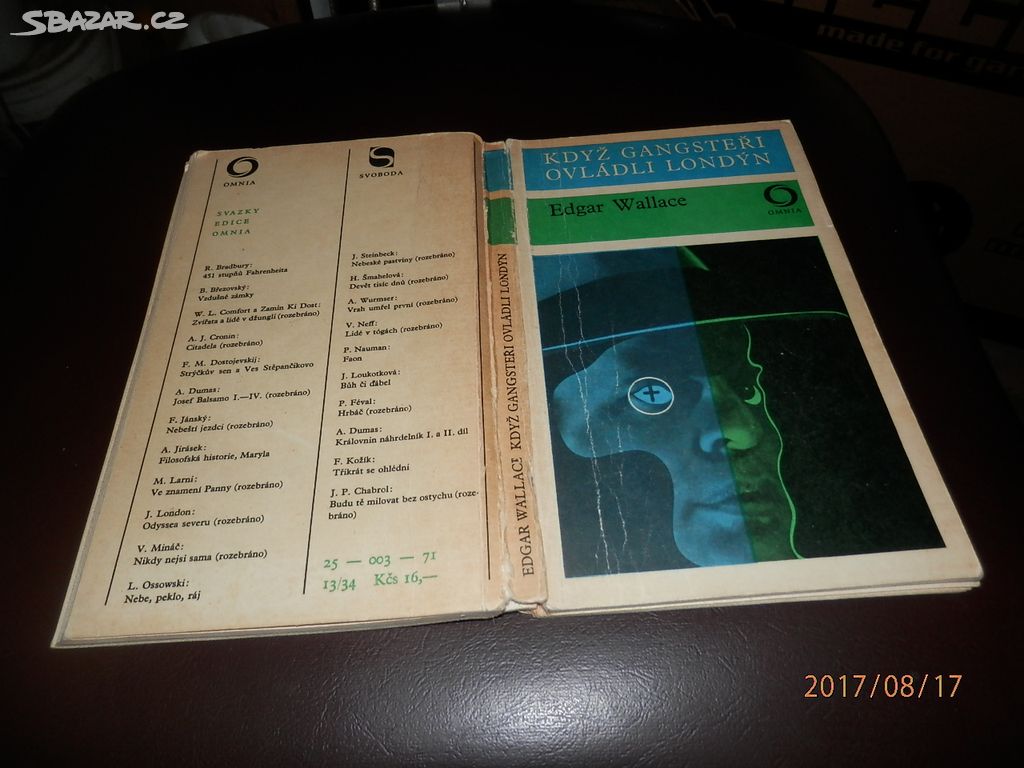 SBAZAR.CZ
made for gar
OMNIA
SVOBODA
SVAZKY
EDICE
OMNIA
R. Bradbury:
451 stupňů Fahrenheita
B. Březovský:
Vzdušné zámky
W. L. Comfort a Zamin Ki Dost:
Zvířata a lidé v džungli (rozebráno)
A. J. Cronin:
Citadela (rozebráno)
F. M. Dostojevskij:
Strýčkův sen a Ves Stěpančikovo
A. Dumas:
Josef Balsamo I.—IV. (rozebráno)
F. Jánský:
Nebeští jezdci (rozebráno)
A. Jirásek:
Filosofská historie, Maryla
M. Larni:
Ve znamení Panny (rozebráno)
J. London:
Odyssea severu (rozebráno)
V. Mináč:
Nikdy nejsi sama (rozebráno)
L. Ossowski:
Nebe, peklo, ráj
J. Steinbeck:
Nebeské pastviny (rozebráno)
H. Šmahelová:
Devět tisíc dnů (rozebráno)
A. Wurmser:
Vrah umřel první (rozebráno)
V. Neff:
Lidé v tógách (rozebráno)
P. Nauman:
Faon
J. Loukotková:
Bůh či ďábel
P. Féval:
Hrbáč (rozebráno)
A. Dumas:
Královnin náhrdelník I. a II. díl
F. Kožík:
Třikrát se ohlédni
J. P. Chabrol:
Budu tě milovat bez ostychu (roze-
bráno)
25 — 003 — 71
13/34 Kčs 16,—
EDGAR WALLACE KDYŽ GANGSTEŘI OVLÁDLI LONDÝN
KDYŽ GANGSTEŘI
OVLÁDLI LONDÝN
Edgar Wallace
OMNIA
2017/08/17